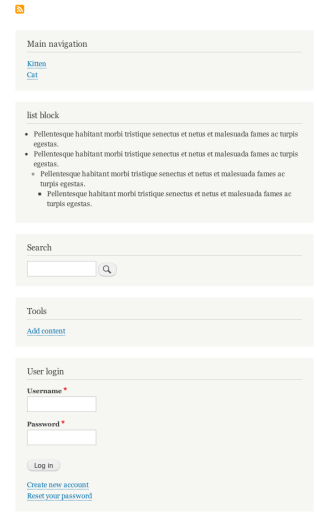 Main navigation
Kitten
Cat
list block
Pellentesque habitant morbi tristique senectus et netus et malesuada fames ac turpis
egestas.
Pellentesque habitant morbi tristique senectus et netus et malesuada fames ac turpis
egestas.
Pellentesque habitant morbi tristique senectus et netus et malesuada fames ac
turpis egestas.
Pellentesque habitant morbi tristique senectus et netus et malesuada fames ac
turpis egestas.
Search
Tools
Add content
User login
Username *
Password *
Log in
Create new account
Reset your password